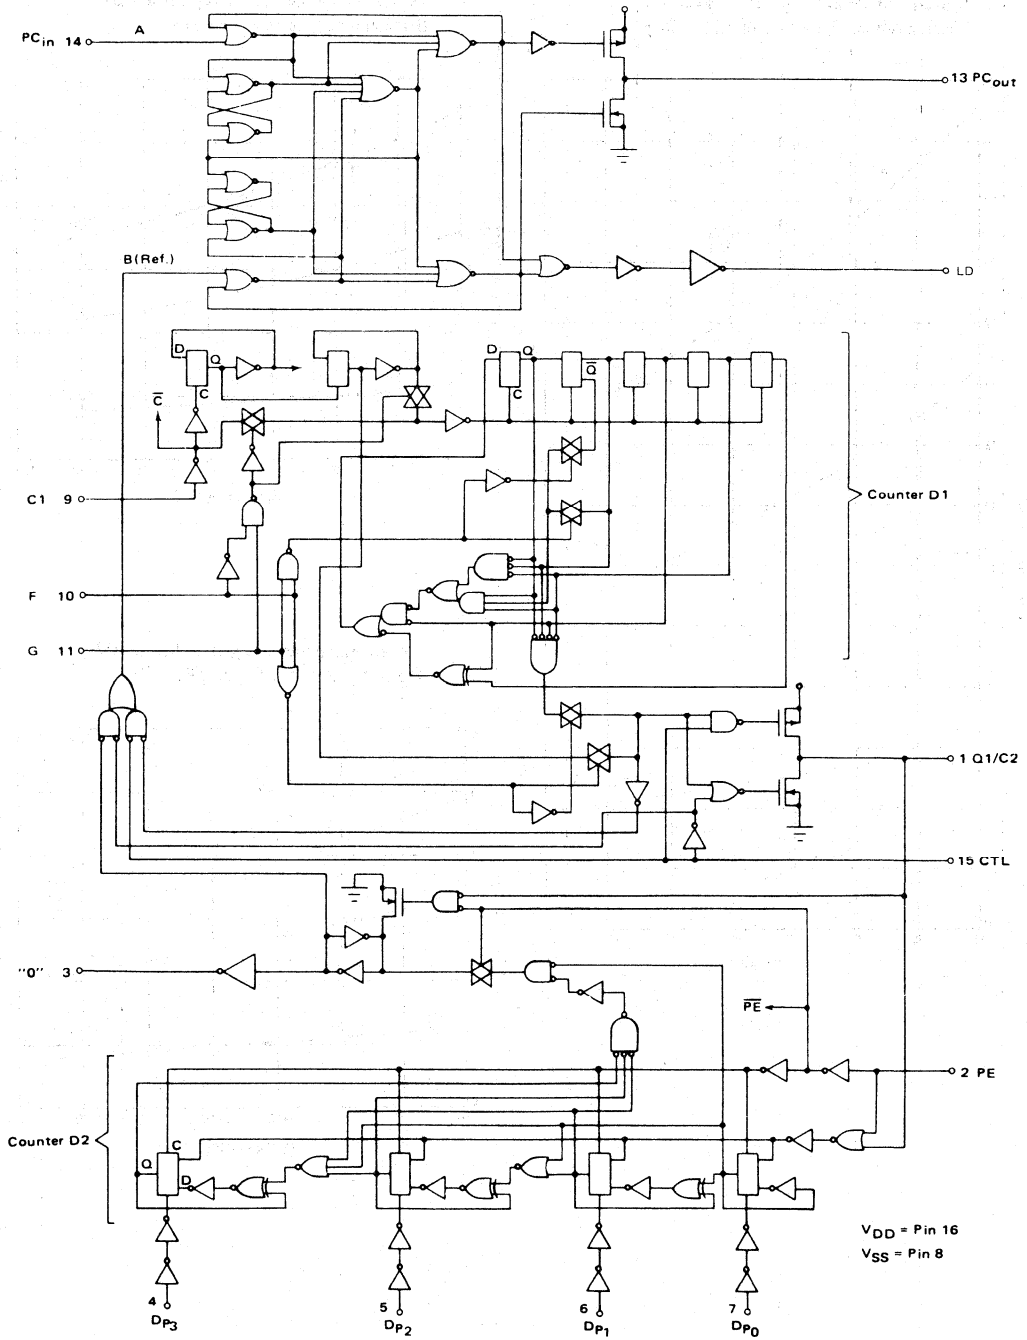 A
PCin 14
13 PCout
B(Ref.)
LD
D
Q
C
C̅
D
Q
Q̅
C
C1 9
Counter D1
F 10
G 11
1 Q1/C2
15 CTL
"0" 3
P̅E̅
2 PE
Counter D2
C
Q
D
VDD = Pin 16
VSS = Pin 8
4
DP3
5
DP2
6
DP1
7
DP0